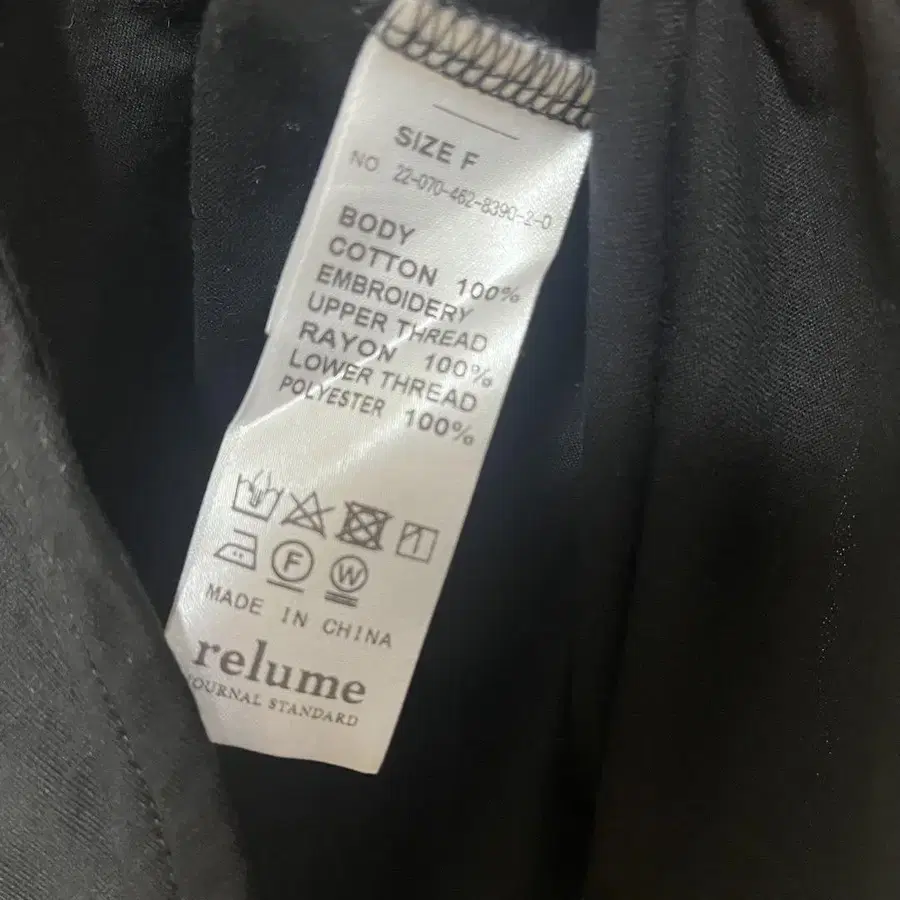 SIZE F
NO 22-070-462-8390-2-0
BODY
COTTON 100%
EMBROIDERY
UPPER THREAD
RAYON 100%
LOWER THREAD
POLYESTER 100%
F
W
MADE IN CHINA
relume
JOURNAL STANDARD